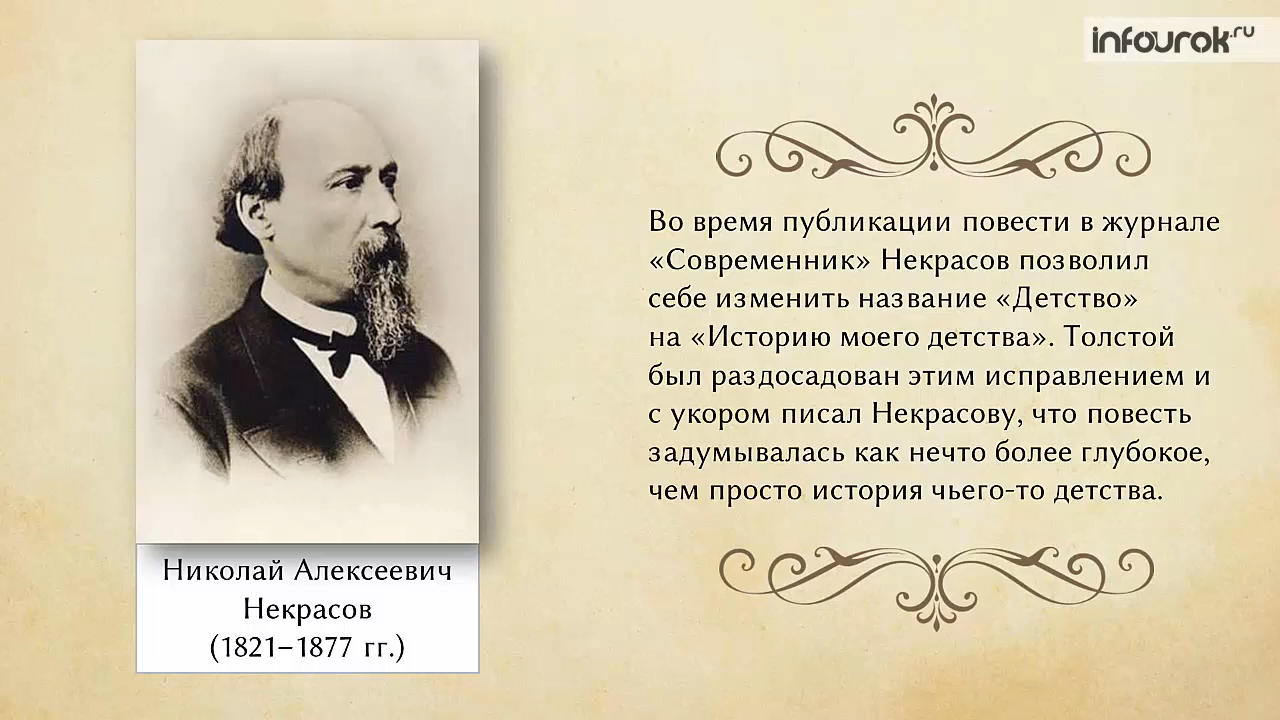 infourok.ru
Во время публикации повести в журнале
«Современник» Некрасов позволил
себе изменить название «Детство»
на «Историю моего детства». Толстой
был раздосадован этим исправлением и
с укором писал Некрасову, что повесть
задумывалась как нечто более глубокое,
чем просто история чьего-то детства.
Николай Алексеевич
Некрасов
(1821–1877 гг.)